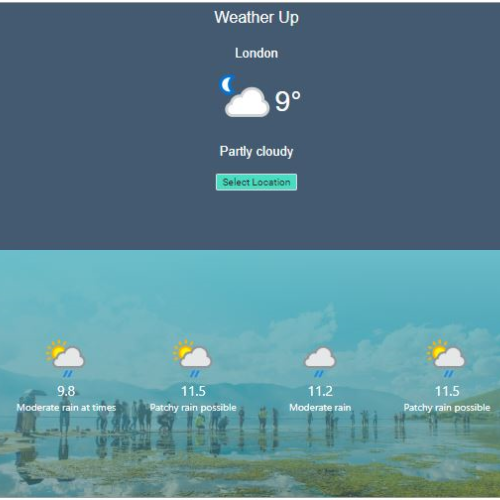 Weather Up
London
9°
Partly cloudy
Select Location
9.8
Moderate rain at times
11.5
Patchy rain possible
11.2
Moderate rain
11.5
Patchy rain possible